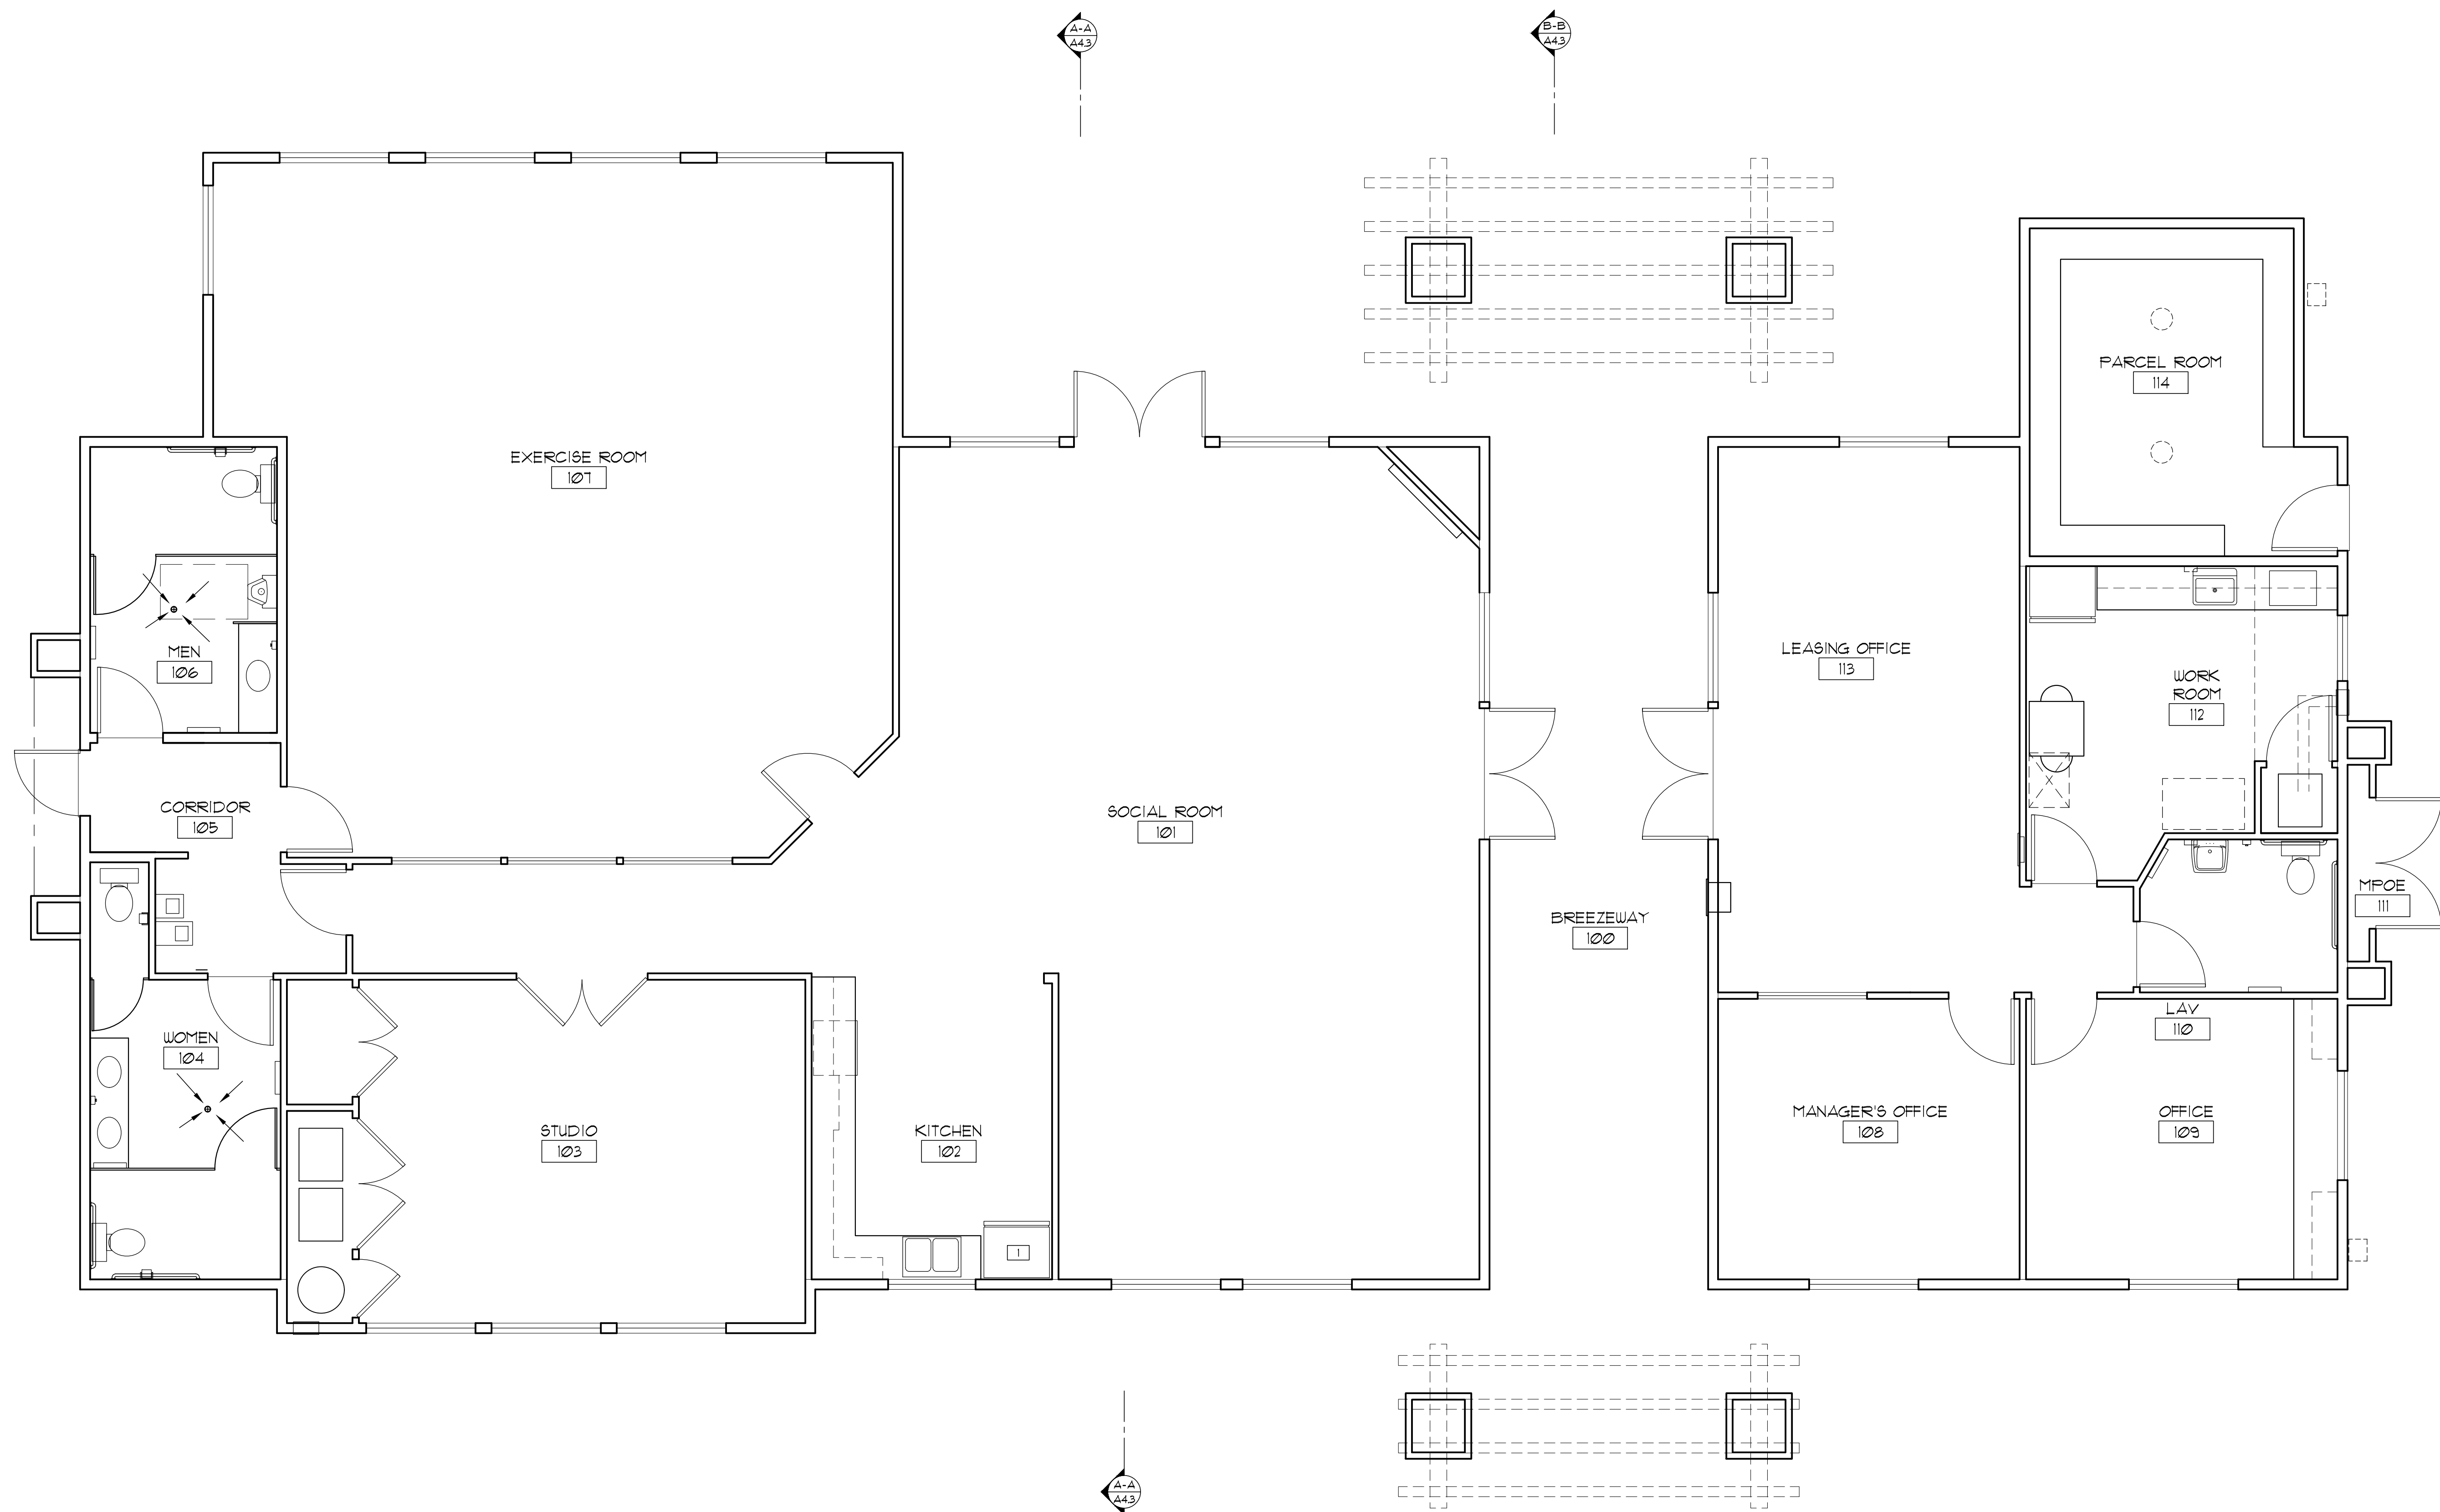 A-A
A4.3
B-B
A4.3
PARCEL ROOM
114
EXERCISE ROOM
107
MEN
106
LEASING OFFICE
113
WORK
ROOM
112
CORRIDOR
105
SOCIAL ROOM
101
MPOE
111
BREEZEWAY
100
LAV
110
WOMEN
104
STUDIO
103
KITCHEN
102
MANAGER'S OFFICE
108
OFFICE
109
1
A-A
A4.3